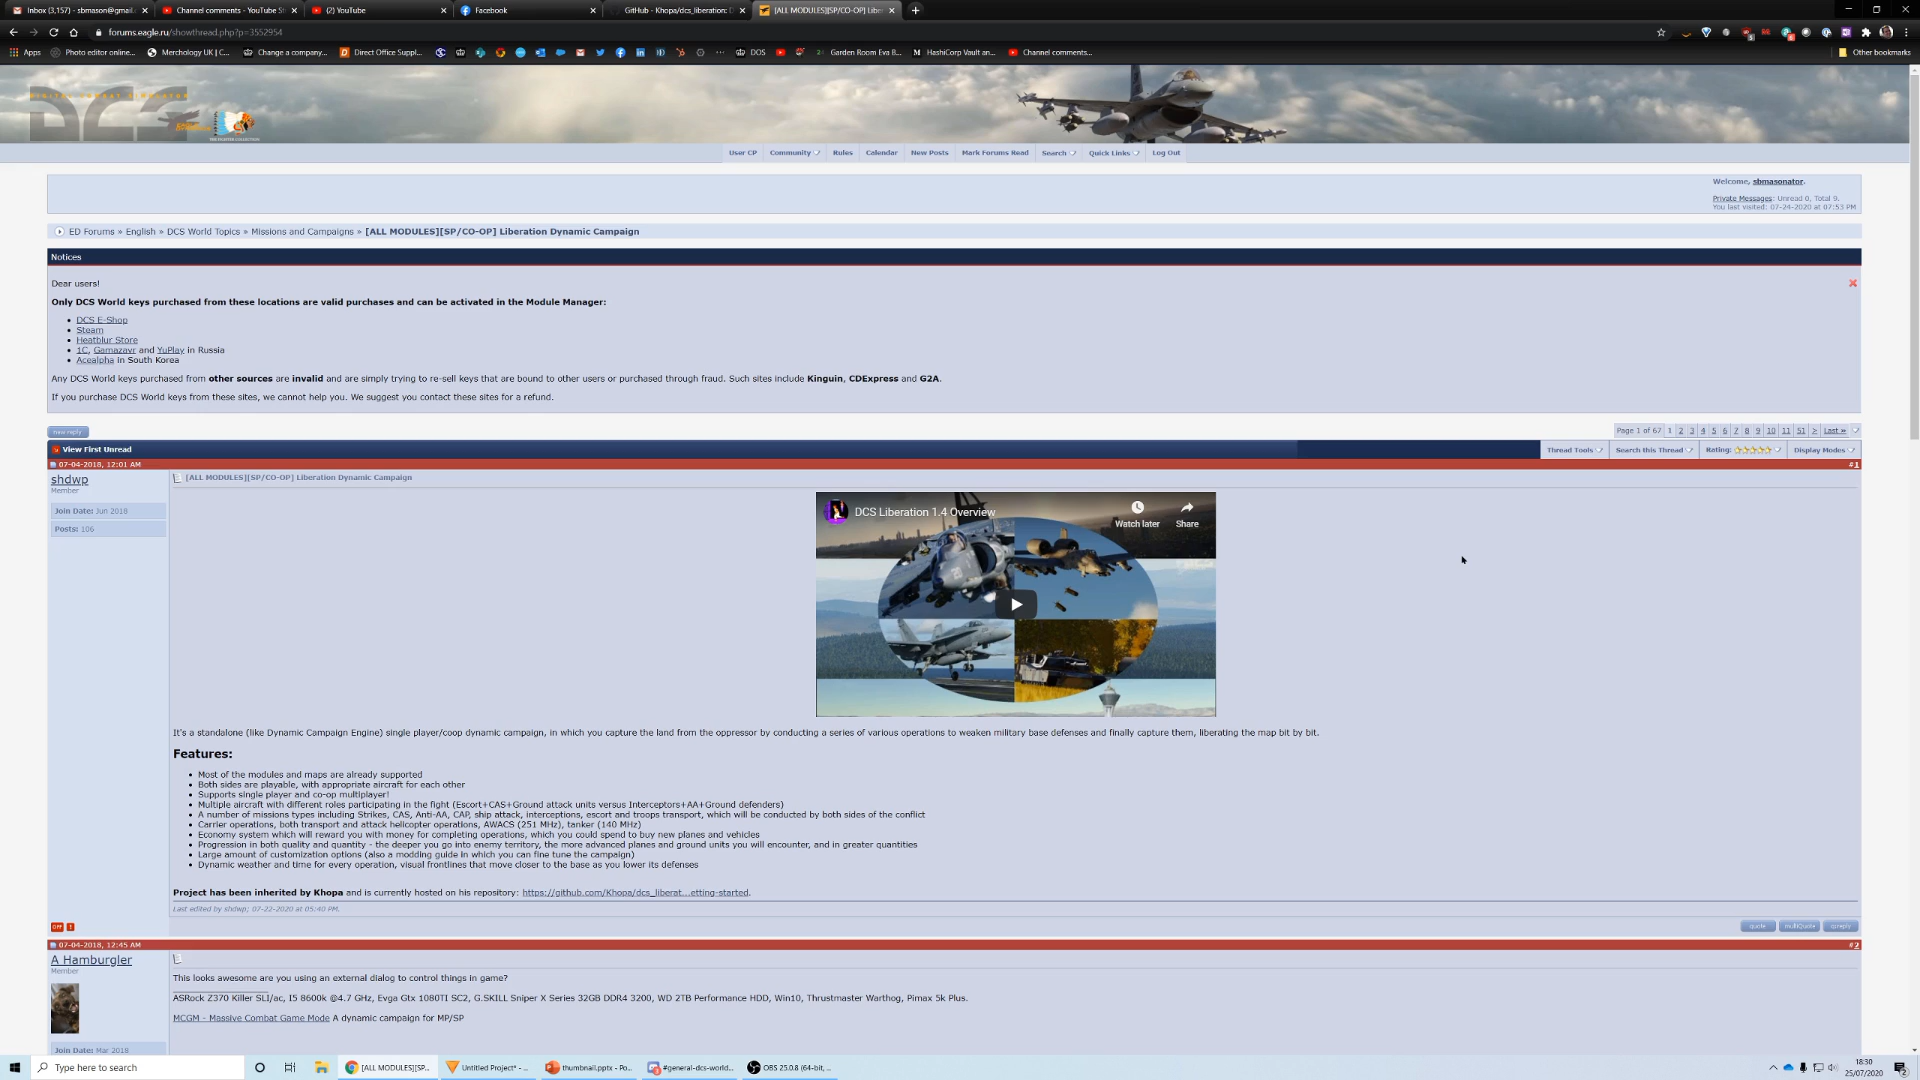 Inbox (3,157) - sbmason@gmail.
Channel comments - YouTube St
(2) YouTube
Facebook
GitHub - Khopa/dcs_liberation: D
[ALL MODULES][SP/CO-OP] Liber
forums.eagle.ru/showthread.php?p=3552954
Apps
Photo editor online...
Merchology UK | C...
Change a company...
Direct Office Suppl...
DOS
Garden Room Eva B...
HashiCorp Vault an...
Channel comments...
Other bookmarks
DIGITAL COMBAT SIMULATOR
DCS
User CP Community Rules Calendar New Posts Mark Forums Read Search Quick Links Log Out
Welcome, sbmasonator.
Private Messages: Unread 0, Total 9.
You last visited: 07-24-2020 at 07:53 PM
ED Forums » English » DCS World Topics » Missions and Campaigns » [ALL MODULES][SP/CO-OP] Liberation Dynamic Campaign
Notices
Dear users!
Only DCS World keys purchased from these locations are valid purchases and can be activated in the Module Manager:
DCS E-Shop
Steam
Heatblur Store
1C, Gamazavr and YuPlay in Russia
Acealpha in South Korea
Any DCS World keys purchased from other sources are invalid and are simply trying to re-sell keys that are bound to other users or purchased through fraud. Such sites include Kinguin, CDExpress and G2A.
If you purchase DCS World keys from these sites, we cannot help you. We suggest you contact these sites for a refund.
new reply
Page 1 of 67 1 2 3 4 5 6 7 8 9 10 11 51 > Last »
View First Unread
Thread Tools Search this Thread Rating: Display Modes
07-04-2018, 12:01 AM
#1
shdwp
Member
Join Date: Jun 2018
Posts: 106
[ALL MODULES][SP/CO-OP] Liberation Dynamic Campaign
DCS Liberation 1.4 Overview
Watch later
Share
It's a standalone (like Dynamic Campaign Engine) single player/coop dynamic campaign, in which you capture the land from the oppressor by conducting a series of various operations to weaken military base defenses and finally capture them, liberating the map bit by bit.
Features:
Most of the modules and maps are already supported
Both sides are playable, with appropriate aircraft for each other
Supports single player and co-op multiplayer!
Multiple aircraft with different roles participating in the fight (Escort+CAS+Ground attack units versus Interceptors+AA+Ground defenders)
A number of missions types including Strikes, CAS, Anti-AA, CAP, ship attack, interceptions, escort and troops transport, which will be conducted by both sides of the conflict
Carrier operations, both transport and attack helicopter operations, AWACS (251 MHz), tanker (140 MHz)
Economy system which will reward you with money for completing operations, which you could spend to buy new planes and vehicles
Progression in both quality and quantity - the deeper you go into enemy territory, the more advanced planes and ground units you will encounter, and in greater quantities
Large amount of customization options (also a modding guide in which you can fine tune the campaign)
Dynamic weather and time for every operation, visual frontlines that move closer to the base as you lower its defenses
Project has been inherited by Khopa and is currently hosted on his repository: https://github.com/Khopa/dcs_liberat...etting-started.
Last edited by shdwp; 07-22-2020 at 05:40 PM.
OFF
quote multiQuote qreply
07-04-2018, 12:45 AM
#2
A Hamburgler
Member
Join Date: Mar 2018
This looks awesome are you using an external dialog to control things in game?
ASRock Z370 Killer SLI/ac, I5 8600k @4.7 GHz, Evga Gtx 1080TI SC2, G.SKILL Sniper X Series 32GB DDR4 3200, WD 2TB Performance HDD, Win10, Thrustmaster Warthog, Pimax 5k Plus.
MCGM - Massive Combat Game Mode A dynamic campaign for MP/SP
Type here to search
[ALL MODULES][SP...
Untitled Project* - ...
thumbnail.pptx - Po...
#general-dcs-world...
OBS 25.0.8 (64-bit, ...
18:30
25/07/2020
2